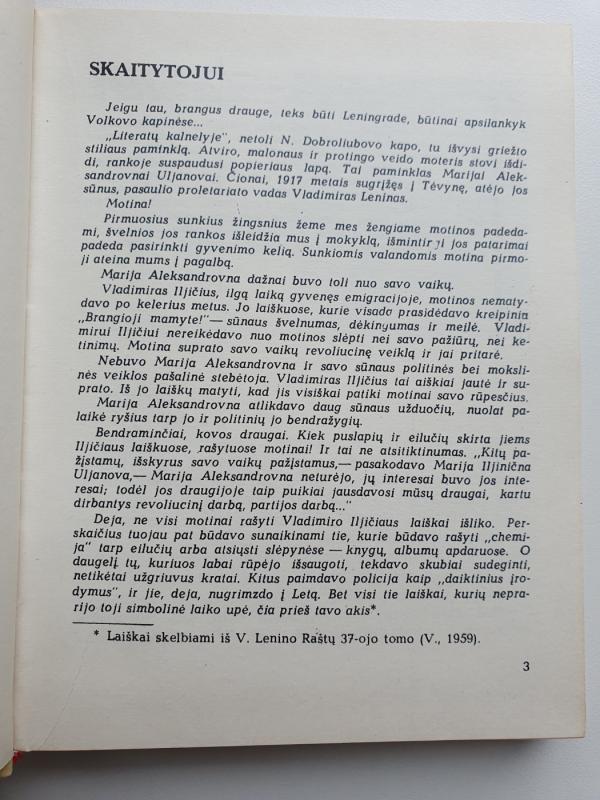 SKAITYTOJUI
Jeigu tau, brangus drauge, teks būti Leningrade, būtinai apsilankyk
Volkovo kapinėse...
„Literatų kalnelyje", netoli N. Dobroliubovo kapo, tu išvysi griežto
stiliaus paminklą. Atviro, malonaus ir protingo veido moteris stovi išdi-
di, rankoje suspaudusi popieriaus lapą. Tai paminklas Marijai Alek-
sandrovnai Uljanovai. Čionai, 1917 metais sugrįžęs į Tėvynę, atėjo jos
sūnus, pasaulio proletariato vadas Vladimiras Leninas.
Motina!
Pirmuosius sunkius žingsnius žeme mes žengiame motinos padeda-
mi, švelnios jos rankos išleidžia mus į mokyklą, išmintingi jos patarimai
padeda pasirinkti gyvenimo kelią. Sunkiomis valandomis motina pirmo-
ji ateina mums į pagalbą.
Marija Aleksandrovna dažnai buvo toli nuo savo vaikų.
Vladimiras Iljičius, ilgą laiką gyvenęs emigracijoje, motinos nematy-
davo po kelerius metus. Jo laiškuose, kurie visada prasidėdavo kreipinia
„Brangioji mamyte!" — sūnaus švelnumas, dėkingumas ir meilė. Vladi-
mirui Iljičiui nereikėdavo nuo motinos slėpti nei savo pažiūrų, nei ke-
tinimų. Motina suprato savo vaikų revoliucinę veiklą ir jai pritarė.
Nebuvo Marija Aleksandrovna ir savo sūnaus politinės bei moksli-
nės veiklos pašalinė stebėtoja. Vladimiras Iljičius tai aiškiai jautė ir su-
prato. Iš jo laiškų matyti, kad jis visiškai patiki motinai savo rūpesčius.
Marija Aleksandrovna atlikdavo daug sūnaus užduočių, nuolat pa-
laikė ryšius tarp jo ir politinių jo bendražygių.
Bendraminčiai, kovos draugai. Kiek puslapių ir eilučių skirta jiems
Iljičiaus laiškuose, rašytuose motinai! Ir tai ne atsitiktinumas. „Kitų pa-
žįstamų, išskyrus savo vaikų pažįstamus,— pasakodavo Marija Iljinična
Uljanova,— Marija Aleksandrovna neturėjo, jų interesai buvo jos inte-
resai; todėl jos draugijoje taip puikiai jausdavosi mūsų draugai, kartu
dirbantys revoliucinį darbą, partijos darbą..."
Deja, ne visi motinai rašyti Vladimiro Iljičiaus laiškai išliko. Per-
skaičius tuojau pat būdavo sunaikinami tie, kurie būdavo rašyti „chemi-
ja" tarp eilučių arba atsiųsti slėpynėse — knygų, albumų apdaruose. O
daugelį tų, kuriuos labai rūpėjo išsaugoti, tekdavo skubiai sudeginti,
netikėtai užgriuvus kratai. Kitus paimdavo policija kaip „daiktinius įro-
dymus", ir jie, deja, nugrimzdo į Letą. Bet visi tie laiškai, kurių nepra-
rijo toji simbolinė laiko upė, čia prieš tavo akis*.
* Laiškai skelbiami iš V. Lenino Raštų 37-ojo tomo (V., 1959).
3